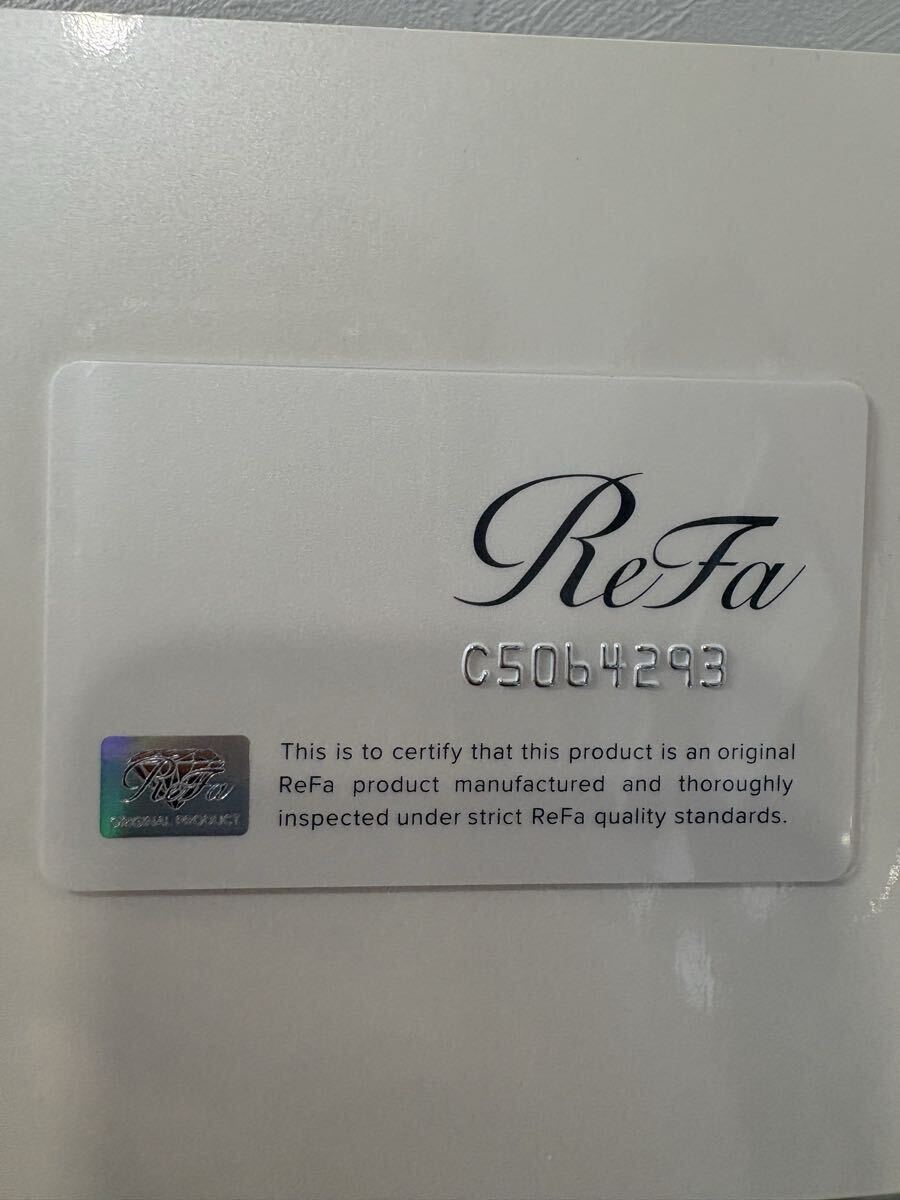 ReFa
C5064293
This is to certify that this product is an original
ReFa product manufactured and thoroughly
inspected under strict ReFa quality standards.
ReFa
ORIGINAL PRODUCT